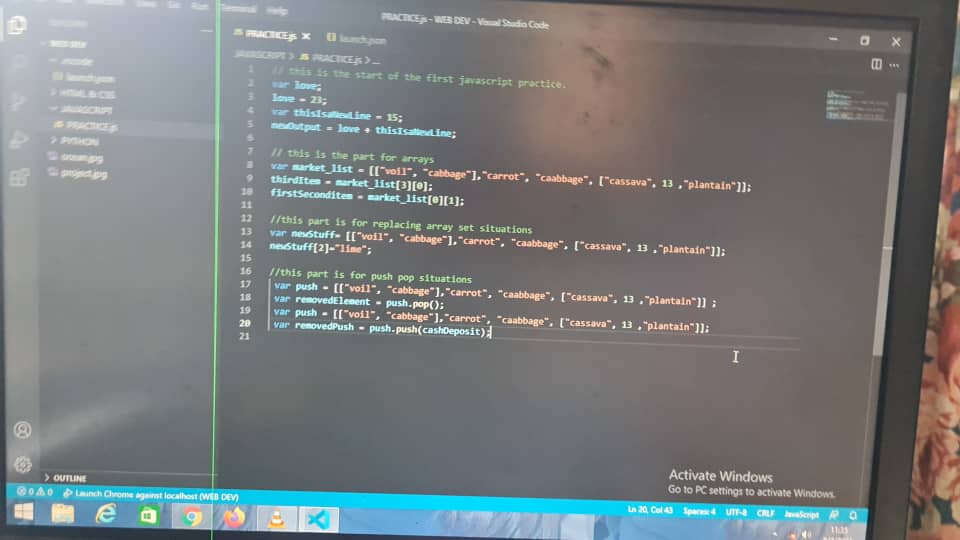 Run Terminal Help
PRACTICE.js - WEB DEV - Visual Studio Code
PRACTICE.js
launch.json
JAVASCRIPT > JS PRACTICE.js > ...
WEB DEV
.vscode
launch.json
HTML & CSS
JAVASCRIPT
JS PRACTICE.js
PYTHON
project.jpg
1 // this is the start of the first javascript practice.
2 var love;
3 love = 23;
4 var thisIsaNewLine = 15;
5 newOutput = love + thisIsaNewLine;
6
7 // this is the part for arrays
8 var market_list = [["voil", "cabbage"],"carrot", "caabbage", ["cassava", 13 ,"plantain"]];
9 thirdItem = market_list[3][0];
10 firstSeconditem = market_list[0][1];
11
12 //this part is for replacing array set situations
13 var newStuff= [["voil", "cabbage"],"carrot", "caabbage", ["cassava", 13 ,"plantain"]];
14 newStuff[2]="lime";
15
16 //this part is for push pop situations
17 var push = [["voil", "cabbage"],"carrot", "caabbage", ["cassava", 13 ,"plantain"]] ;
18 var removedElement = push.pop();
19 var push = [["voil", "cabbage"],"carrot", "caabbage", ["cassava", 13 ,"plantain"]];
20 var removedPush = push.push(cashDeposit);
21
OUTLINE
Activate Windows
Go to PC settings to activate Windows.
0 0 Launch Chrome against localhost (WEB DEV)
Ln 20, Col 43 Spaces: 4 UTF-8 CRLF JavaScript
11:35